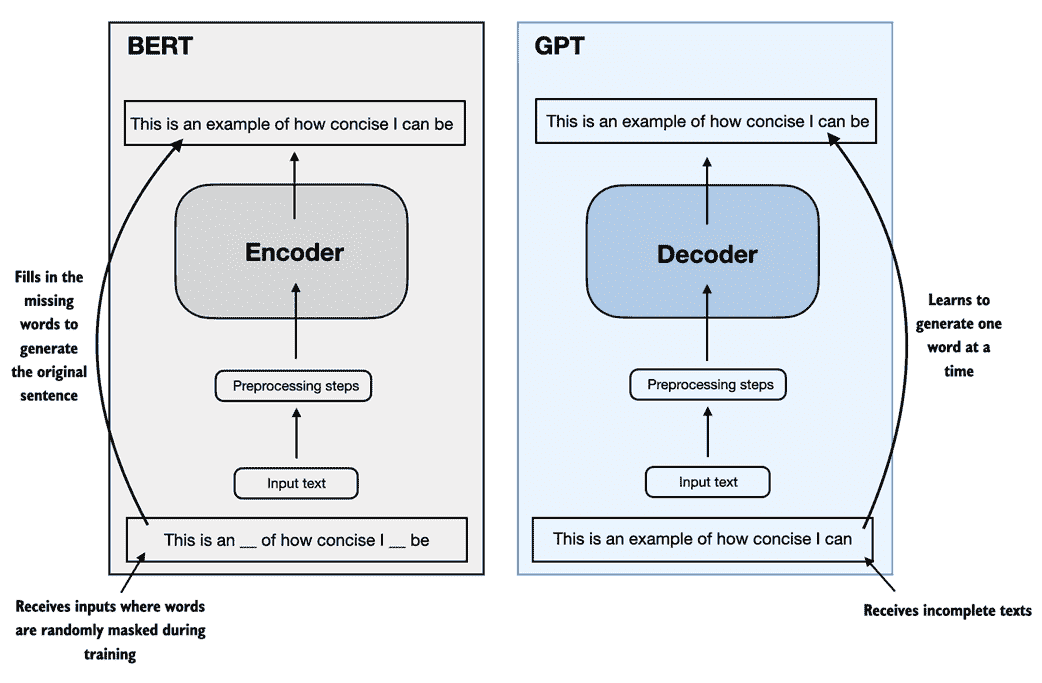 BERT
This is an example of how concise I can be
Encoder
Fills in the
missing
words to
generate
the original
sentence
Preprocessing steps
Input text
This is an __ of how concise I __ be
Receives inputs where words
are randomly masked during
training
GPT
This is an example of how concise I can be
Decoder
Learns to
generate one
word at a
time
Preprocessing steps
Input text
This is an example of how concise I can
Receives incomplete texts